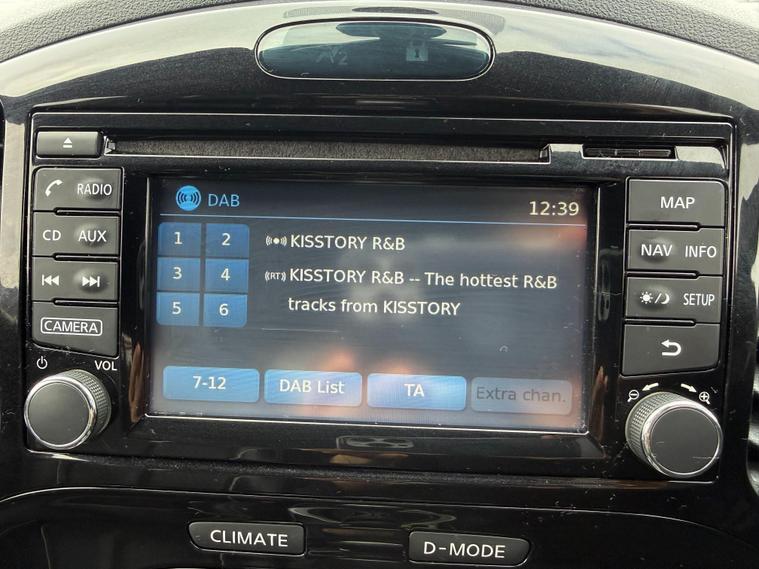 RADIO
MAP
DAB
12:39
CD AUX
1 2
KISSTORY R&B
NAV INFO
3 4
(RT) KISSTORY R&B -- The hottest R&B
tracks from KISSTORY
SETUP
5 6
CAMERA
VOL
7-12
DAB List
TA
Extra chan.
CLIMATE
D-MODE